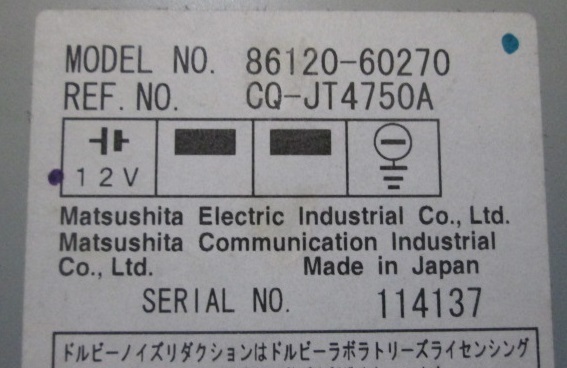 MODEL NO. 86120-60270
REF. NO. CQ-JT4750A
12V
Matsushita Electric Industrial Co., Ltd.
Matsushita Communication Industrial
Co., Ltd. Made in Japan
SERIAL NO. 114137
ドルビーノイズリダクションはドルビーラボラトリーズライセンシング